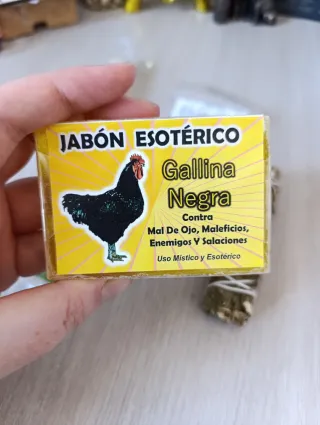 JABÓN ESOTÉRICO
Gallina
Negra
Contra
Mal De Ojo, Maleficios,
Enemigos Y Salaciones
Uso Místico y Esotérico